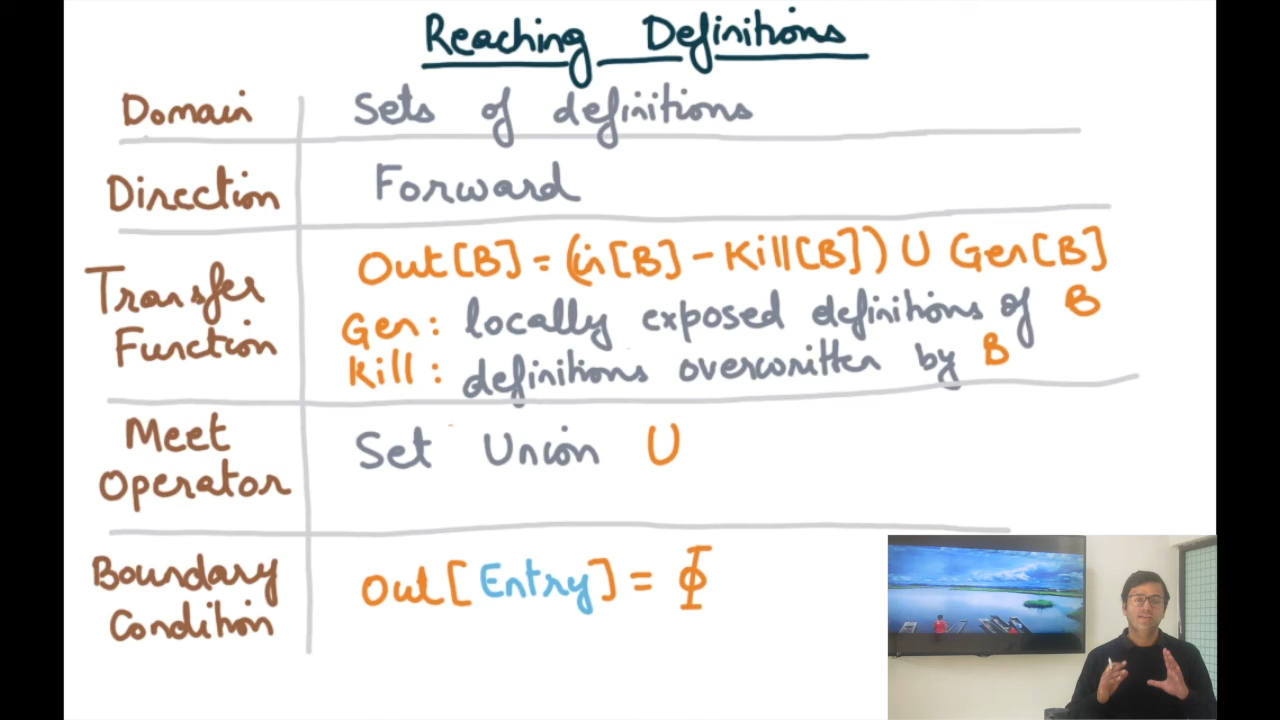 Reaching Definitions
Domain Sets of definitions
Direction Forward
Transfer Function Out[B] = (in[B] - Kill[B]) ∪ Gen[B]
Gen: locally exposed definitions of B
Kill: definitions overwritten by B
Meet Operator Set Union ∪
Boundary Condition Out[Entry] = Φ